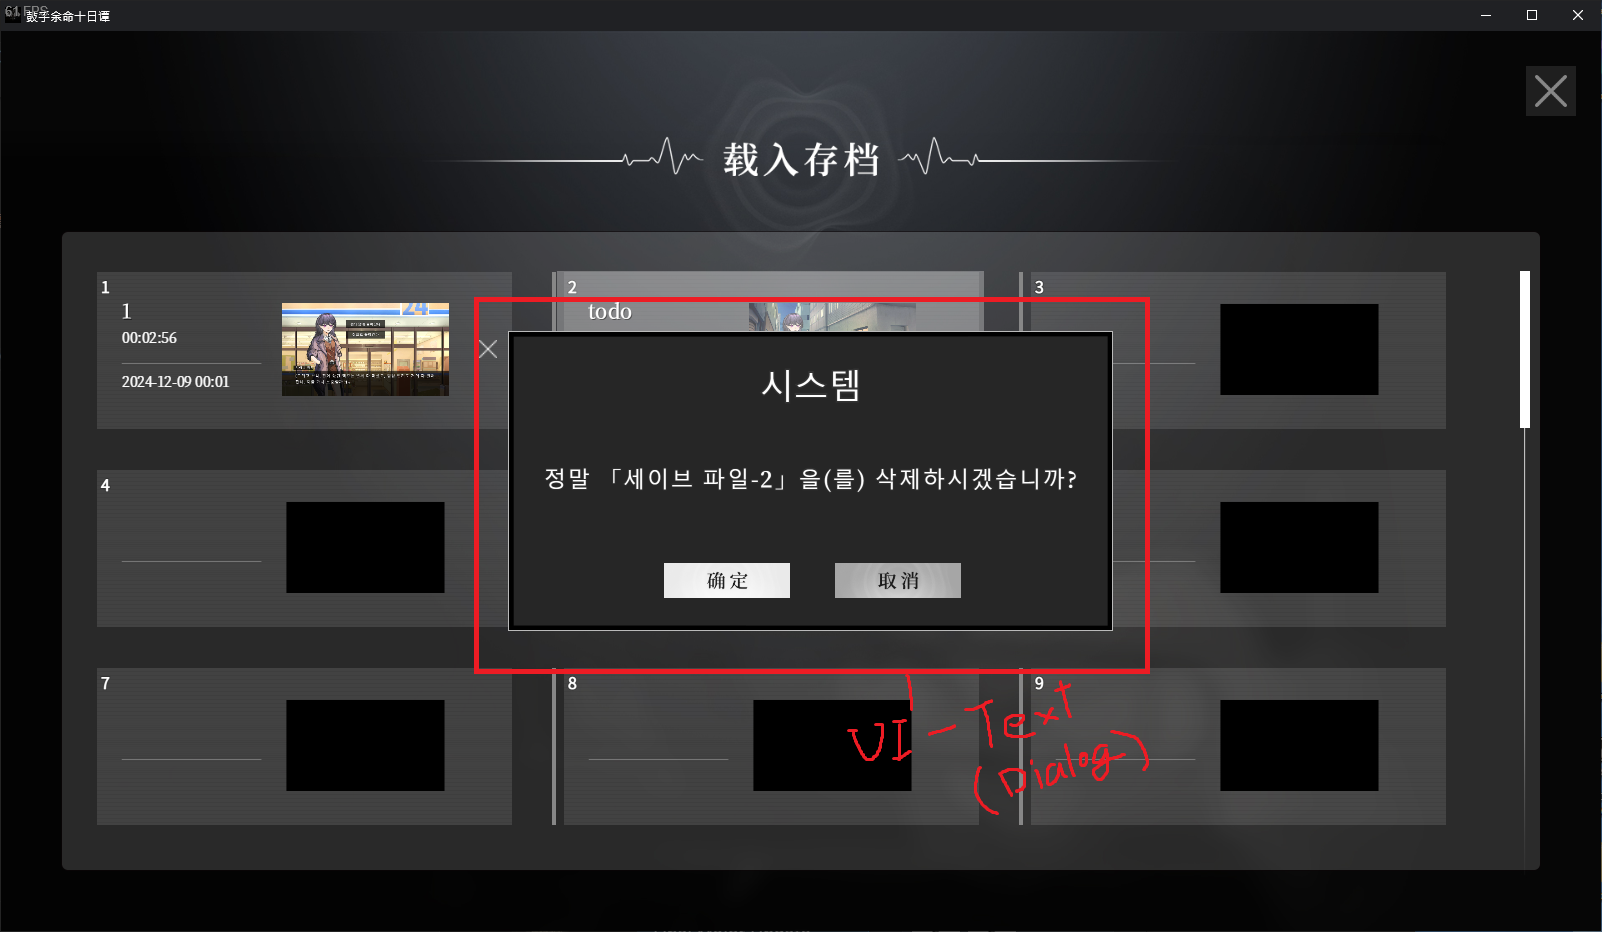 61 FPS
鼓手余命十日谭
载入存档
1
1
00:02:56
2024-12-09 00:01
24
2
todo
3
시스템
정말 「세이브 파일-2」을(를) 삭제하시겠습니까?
确定
取消
4
7
8
9
UI-Text
(Dialog)